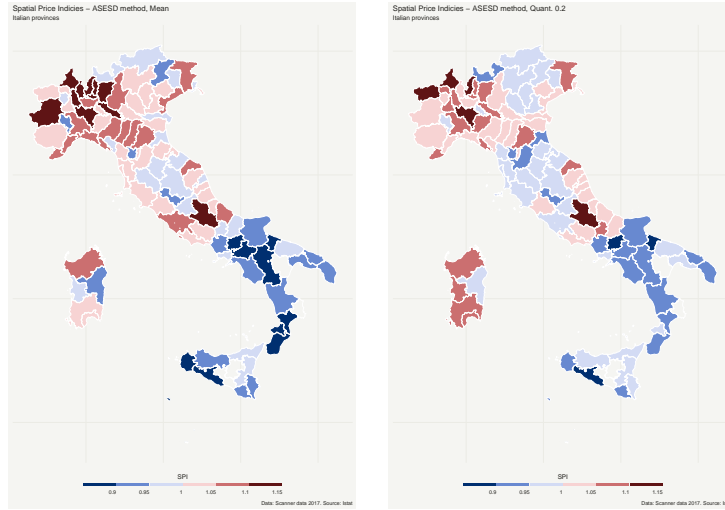 Spatial Price Indicies – ASESD method, Mean
Italian provinces
SPI
0.9 0.95 1 1.05 1.1 1.15
Data: Scanner data 2017. Source: Istat
Spatial Price Indicies – ASESD method, Quant. 0.2
Italian provinces
SPI
0.9 0.95 1 1.05 1.1 1.15
Data: Scanner data 2017. Source: Istat